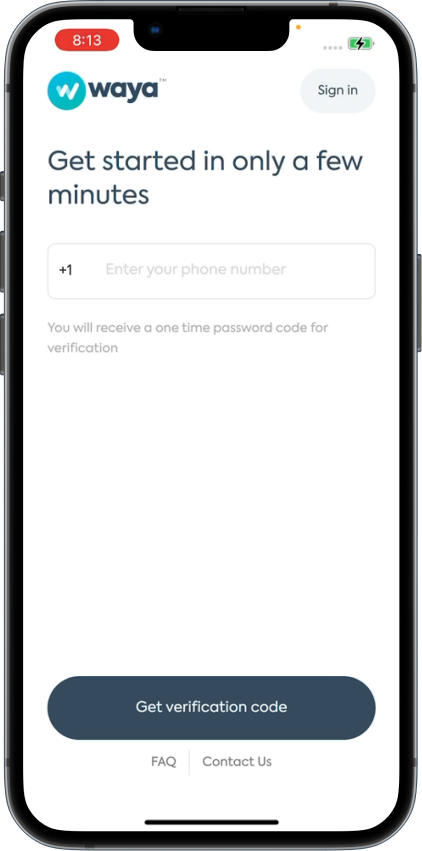 8:13
waya™
Sign in
Get started in only a few
minutes
+1 Enter your phone number
You will receive a one time password code for
verification
Get verification code
FAQ
Contact Us